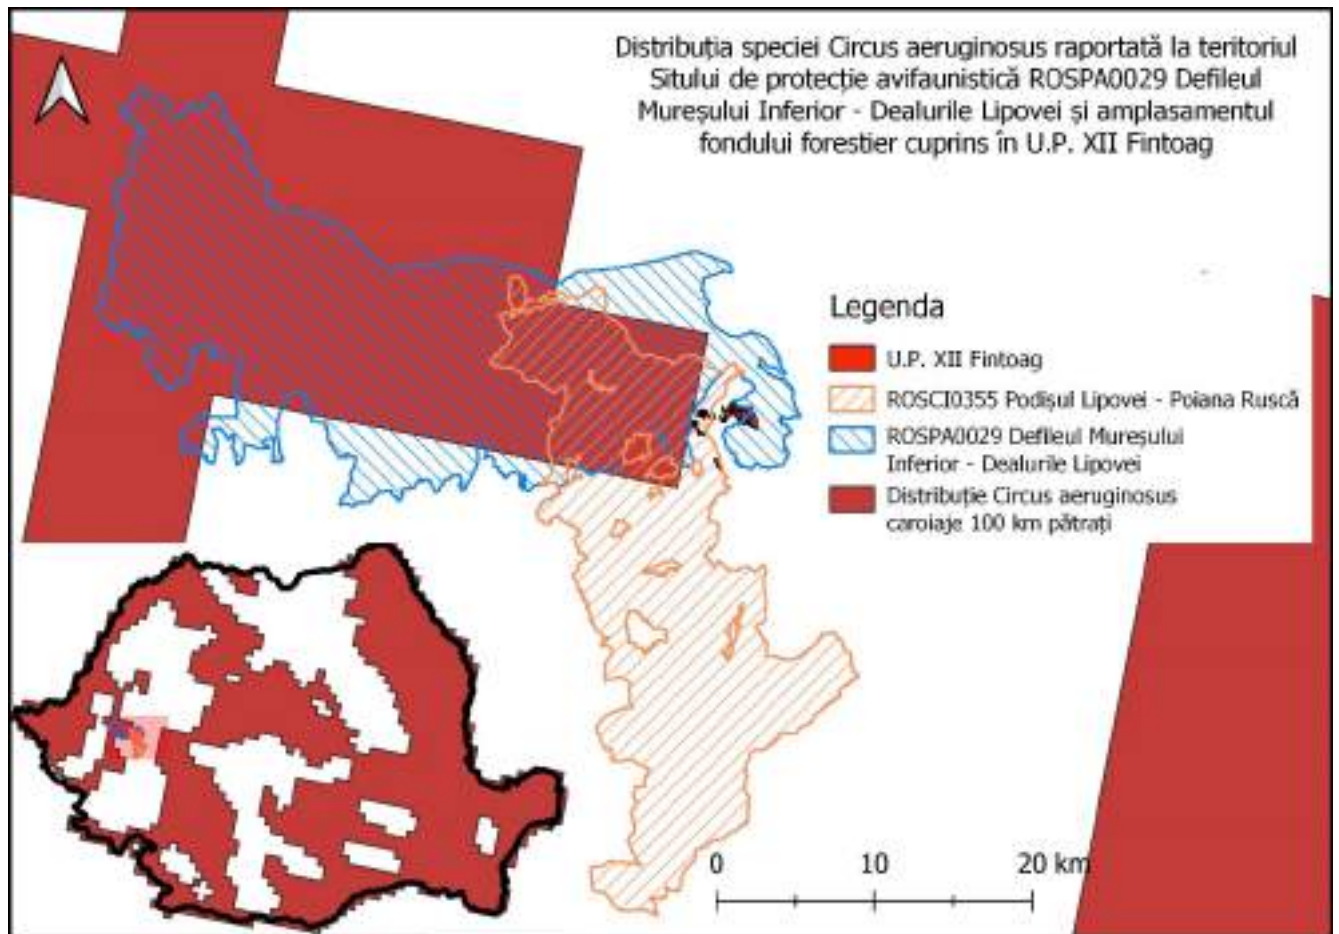 Distribuția speciei Circus aeruginosus raportată la teritoriul
Sitului de protecție avifaunistică ROSPA0029 Defileul
Mureșului Inferior - Dealurile Lipovei și amplasamentul
fondului forestier cuprins în U.P. XII Fintoag
Legenda
U.P. XII Fintoag
ROSCI0355 Podișul Lipovei - Poiana Ruscă
ROSPA0029 Defileul Mureșului
Inferior - Dealurile Lipovei
Distribuție Circus aeruginosus
caroiaje 100 km pătrați
0 10 20 km